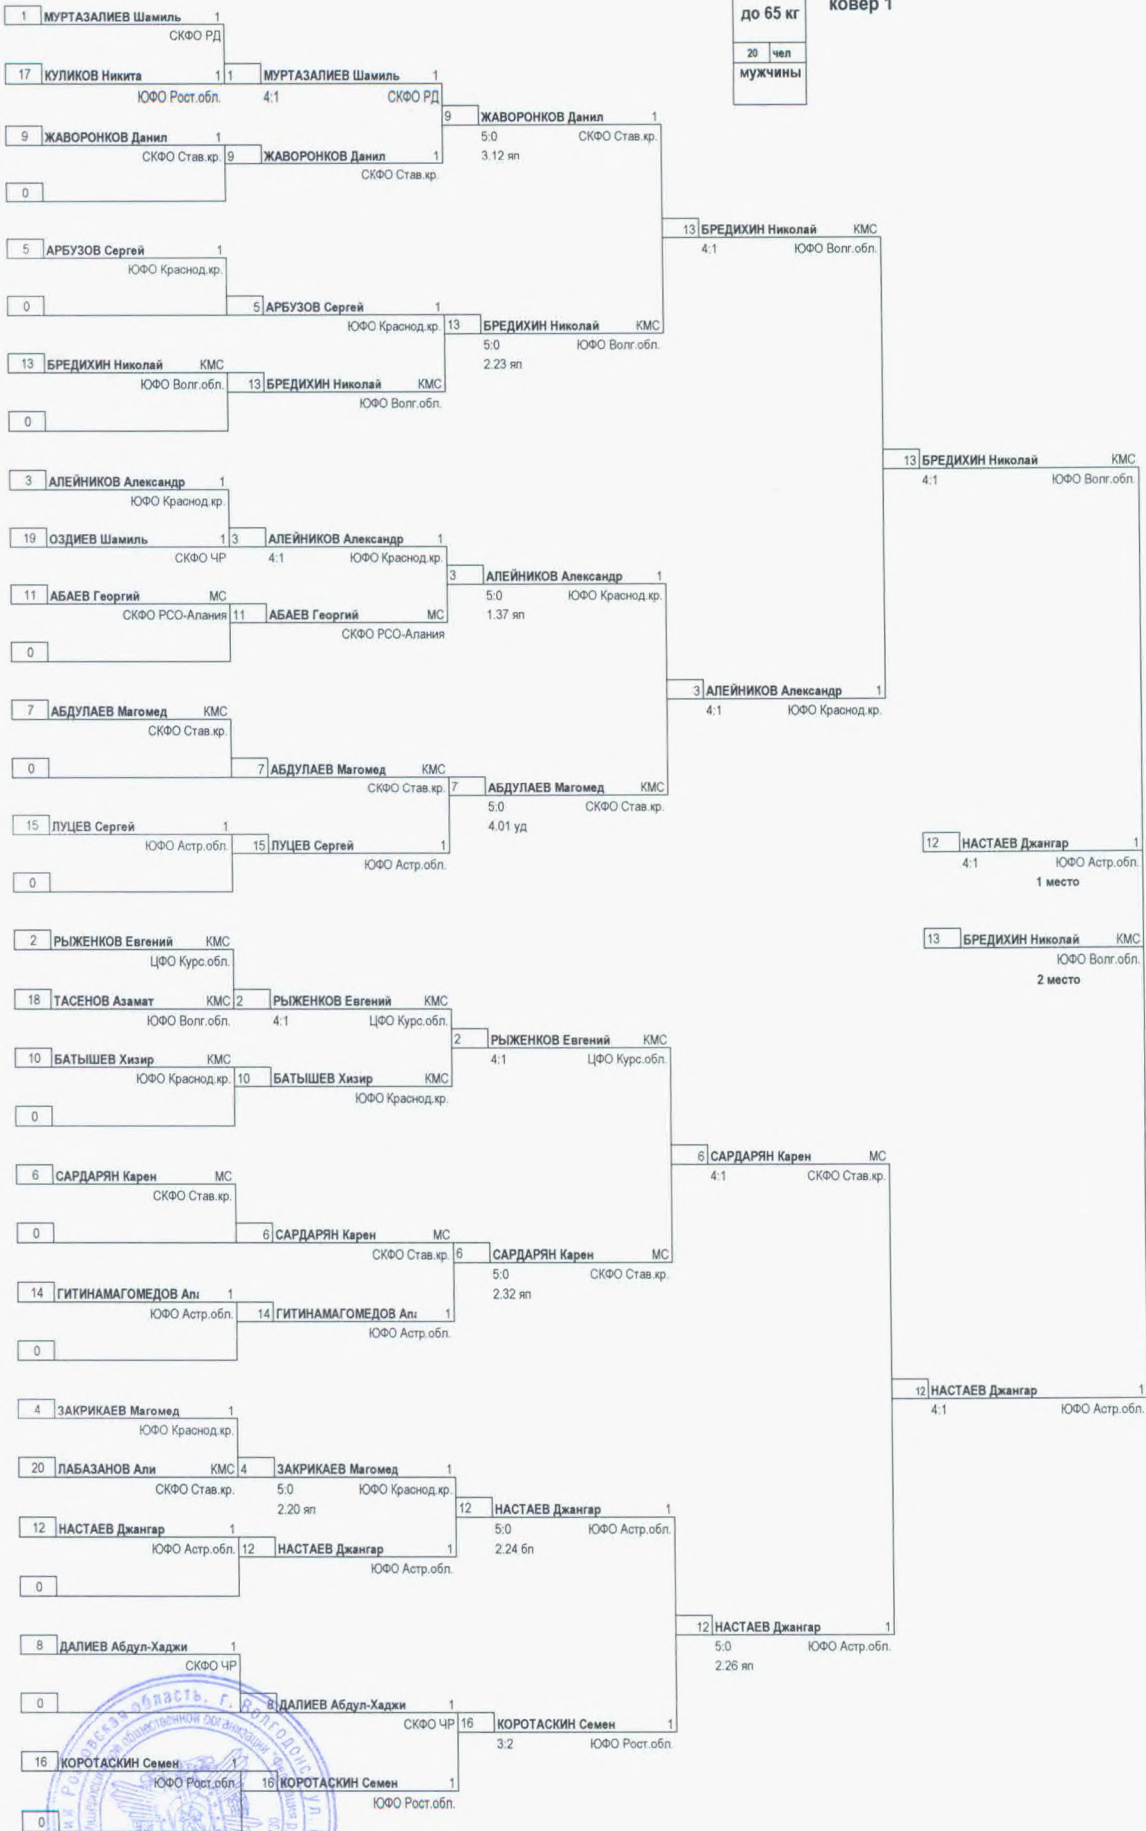 до 65 кг
ковер 1
20 чел
мужчины
1 МУРТАЗАЛИЕВ Шамиль 1
СКФО РД
17 КУЛИКОВ Никита 1
ЮФО Рост.обл.
1 МУРТАЗАЛИЕВ Шамиль 1
4:1 СКФО РД
9 ЖАВОРОНКОВ Данил 1
5:0 СКФО Став.кр.
3.12 яп
9 ЖАВОРОНКОВ Данил 1
СКФО Став.кр.
9 ЖАВОРОНКОВ Данил 1
СКФО Став.кр.
0
13 БРЕДИХИН Николай КМС
4:1 ЮФО Волг.обл.
5 АРБУЗОВ Сергей 1
ЮФО Краснод.кр.
0
5 АРБУЗОВ Сергей 1
ЮФО Краснод.кр.
13 БРЕДИХИН Николай КМС
5:0 ЮФО Волг.обл.
2.23 яп
13 БРЕДИХИН Николай КМС
ЮФО Волг.обл.
13 БРЕДИХИН Николай КМС
ЮФО Волг.обл.
0
13 БРЕДИХИН Николай КМС
4:1 ЮФО Волг.обл.
3 АЛЕЙНИКОВ Александр 1
ЮФО Краснод.кр.
19 ОЗДИЕВ Шамиль 1
СКФО ЧР
3 АЛЕЙНИКОВ Александр 1
4:1 ЮФО Краснод.кр.
3 АЛЕЙНИКОВ Александр 1
5:0 ЮФО Краснод.кр.
1.37 яп
11 АБАЕВ Георгий МС
СКФО РСО-Алания
11 АБАЕВ Георгий МС
СКФО РСО-Алания
0
3 АЛЕЙНИКОВ Александр 1
4:1 ЮФО Краснод.кр.
7 АБДУЛАЕВ Магомед КМС
СКФО Став.кр.
0
7 АБДУЛАЕВ Магомед КМС
СКФО Став.кр.
7 АБДУЛАЕВ Магомед КМС
5:0 СКФО Став.кр.
4.01 уд
15 ЛУЦЕВ Сергей 1
ЮФО Астр.обл.
15 ЛУЦЕВ Сергей 1
ЮФО Астр.обл.
0
12 НАСТАЕВ Джангар 1
4:1 ЮФО Астр.обл.
1 место
13 БРЕДИХИН Николай КМС
ЮФО Волг.обл.
2 место
2 РЫЖЕНКОВ Евгений КМС
ЦФО Курс.обл.
18 ТАСЕНОВ Азамат КМС
ЮФО Волг.обл.
2 РЫЖЕНКОВ Евгений КМС
4:1 ЦФО Курс.обл.
2 РЫЖЕНКОВ Евгений КМС
4:1 ЦФО Курс.обл.
10 БАТЫШЕВ Хизир КМС
ЮФО Краснод.кр.
10 БАТЫШЕВ Хизир КМС
ЮФО Краснод.кр.
0
6 САРДАРЯН Карен МС
4:1 СКФО Став.кр.
6 САРДАРЯН Карен МС
СКФО Став.кр.
0
6 САРДАРЯН Карен МС
СКФО Став.кр.
6 САРДАРЯН Карен МС
5:0 СКФО Став.кр.
2.32 яп
14 ГИТИНАМАГОМЕДОВ 1
ЮФО Астр.обл.
14 ГИТИНАМАГОМЕДОВ 1
ЮФО Астр.обл.
0
12 НАСТАЕВ Джангар 1
4:1 ЮФО Астр.обл.
4 ЗАКРИКАЕВ Магомед 1
ЮФО Краснод.кр.
20 ЛАБАЗАНОВ Али КМС
СКФО Став.кр.
4 ЗАКРИКАЕВ Магомед 1
5:0 ЮФО Краснод.кр.
2.20 яп
12 НАСТАЕВ Джангар 1
5:0 ЮФО Астр.обл.
2.24 бп
12 НАСТАЕВ Джангар 1
ЮФО Астр.обл.
12 НАСТАЕВ Джангар 1
ЮФО Астр.обл.
0
12 НАСТАЕВ Джангар 1
5:0 ЮФО Астр.обл.
2.26 яп
8 ДАЛИЕВ Абдул-Хаджи 1
СКФО ЧР
0
8 ДАЛИЕВ Абдул-Хаджи 1
СКФО ЧР
16 КОРОТАСКИН Семен 1
3:2 ЮФО Рост.обл.
16 КОРОТАСКИН Семен 1
ЮФО Рост.обл
16 КОРОТАСКИН Семен 1
ЮФО Рост.обл.
0
область, г. Волгодонск ул.
общественной организации